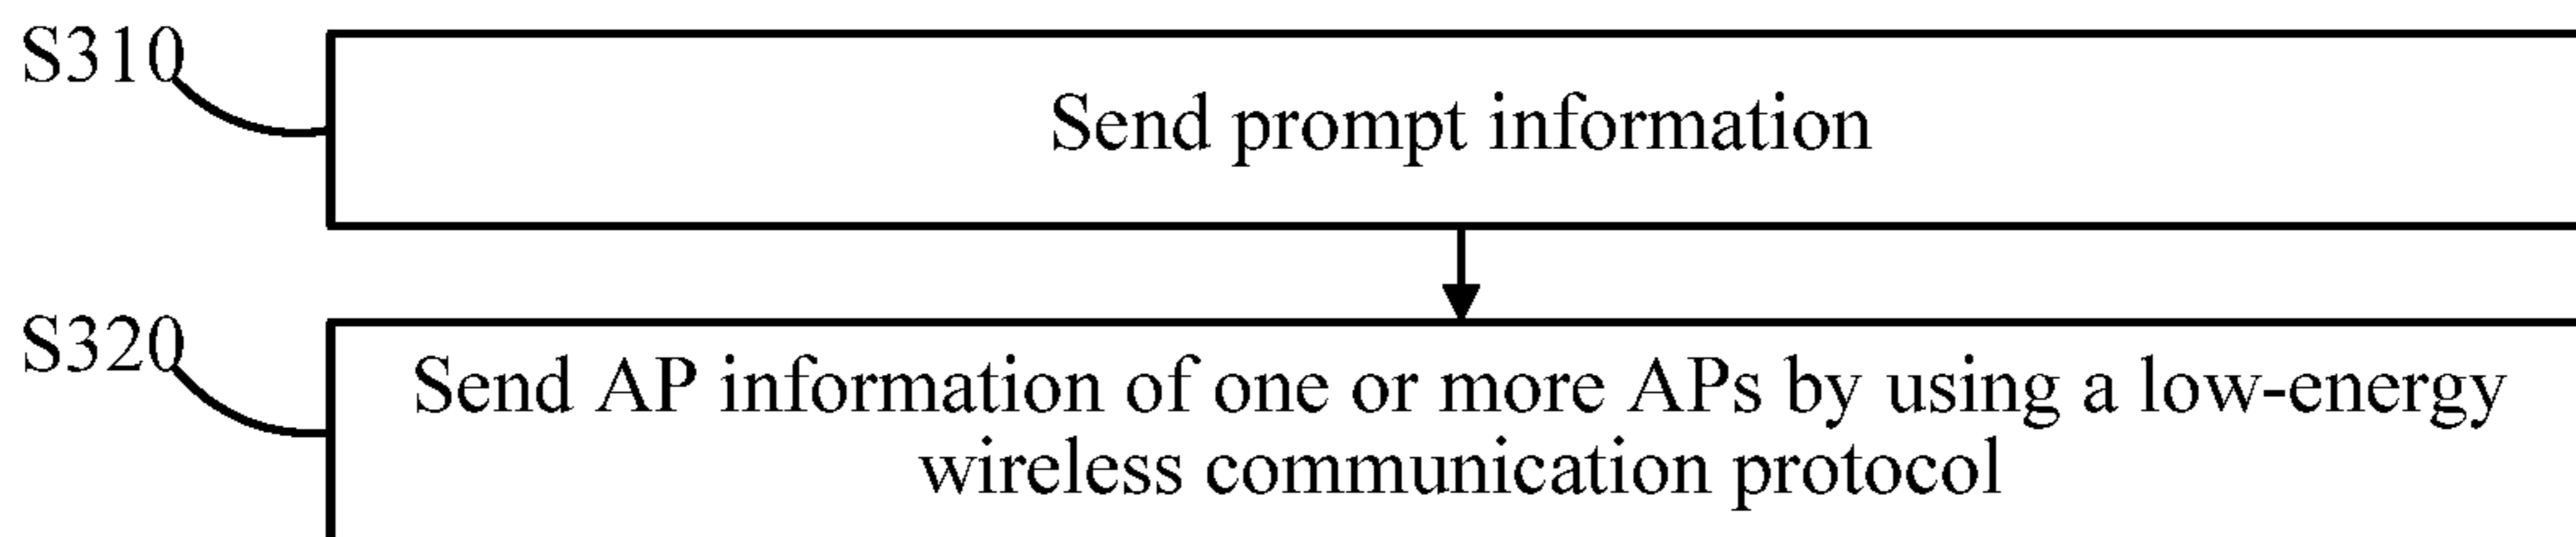 S310
Send prompt information
S320
Send AP information of one or more APs by using a low-energy
wireless communication protocol